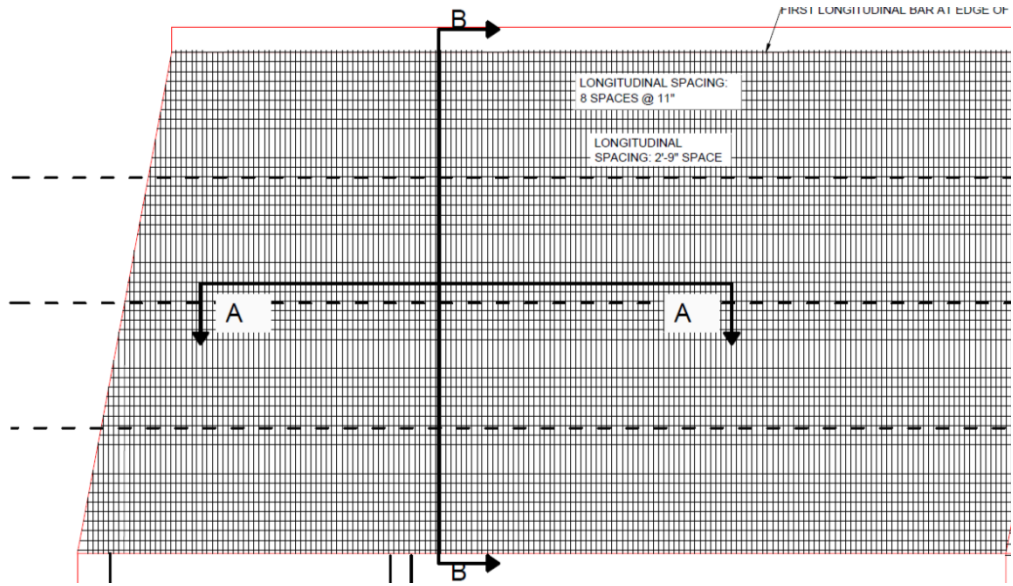 B
FIRST LONGITUDINAL BAR AT EDGE OF
LONGITUDINAL SPACING:
8 SPACES @ 11"
LONGITUDINAL
SPACING: 2'-9" SPACE
A
A
B